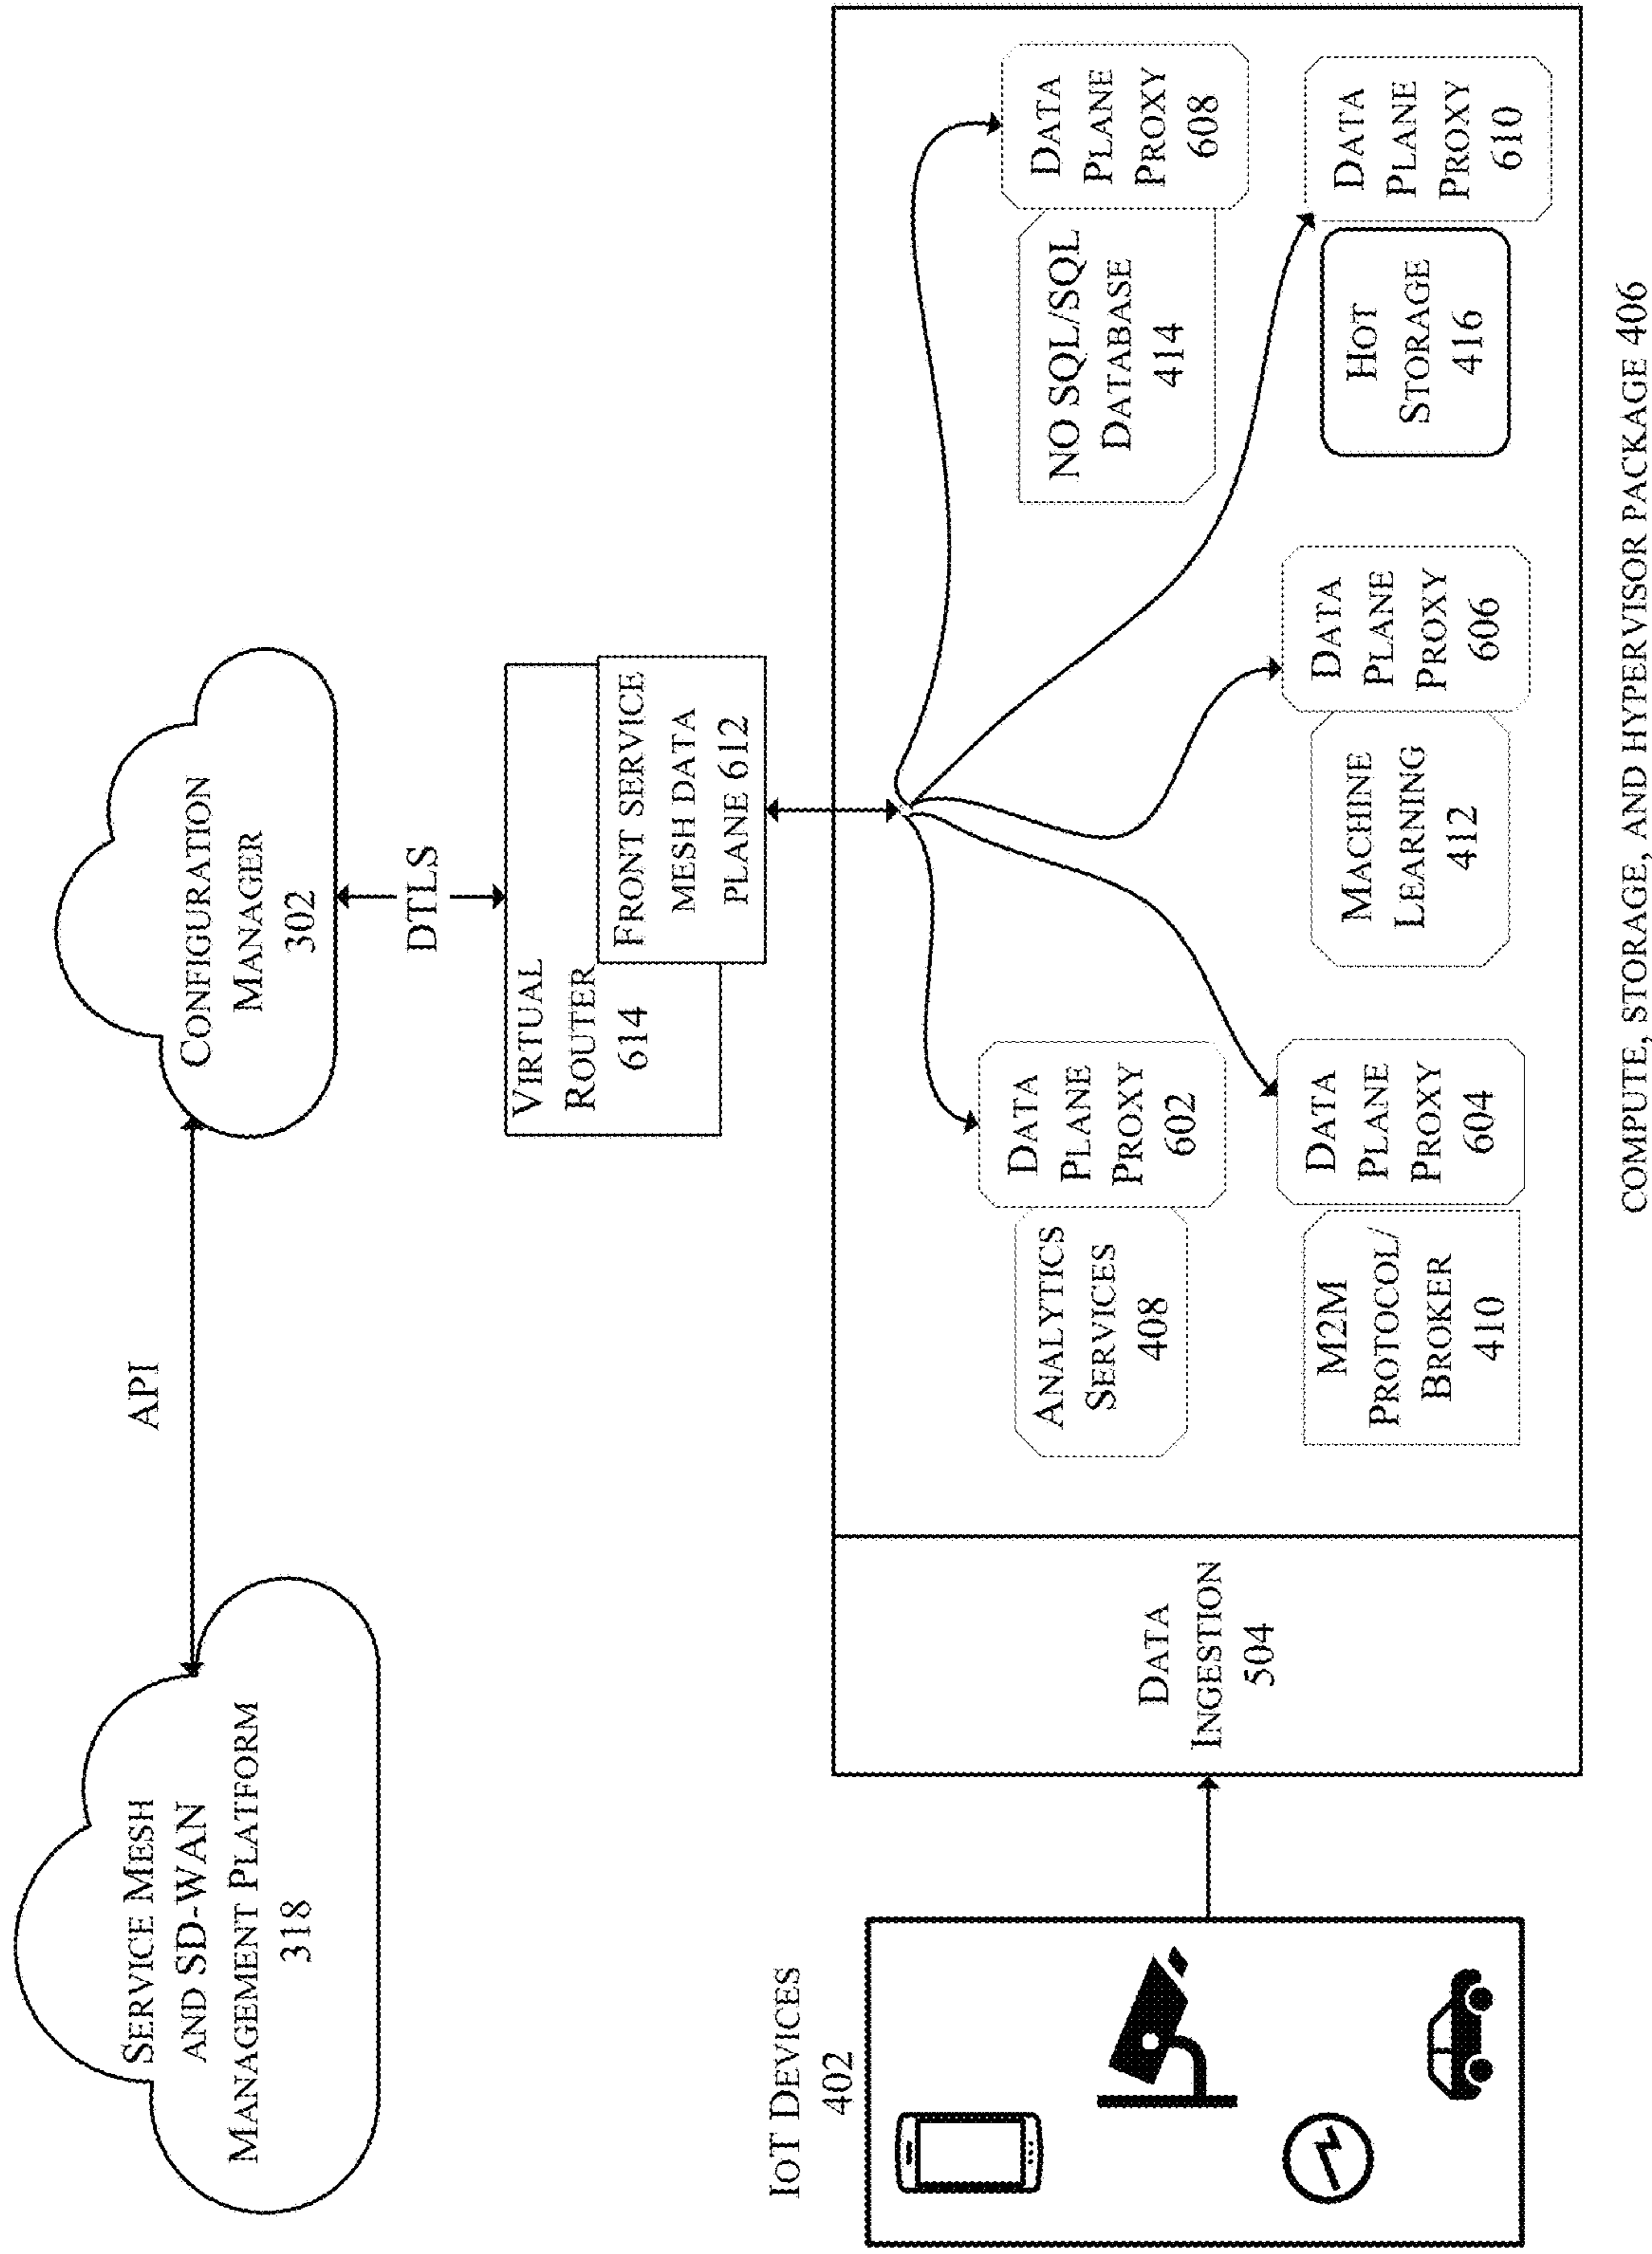 SERVICE MESH
AND SD-WAN
MANAGEMENT PLATFORM
318
API
CONFIGURATION
MANAGER
302
DTLS
VIRTUAL
ROUTER
614
FRONT SERVICE
MESH DATA
PLANE 612
IOT DEVICES
402
DATA
INGESTION
504
ANALYTICS
SERVICES
408
DATA
PLANE
PROXY
602
M2M
PROTOCOL/
BROKER
410
DATA
PLANE
PROXY
604
MACHINE
LEARNING
412
DATA
PLANE
PROXY
606
NO SQL/SQL
DATABASE
414
DATA
PLANE
PROXY
608
HOT
STORAGE
416
DATA
PLANE
PROXY
610
COMPUTE, STORAGE, AND HYPERVISOR PACKAGE 406